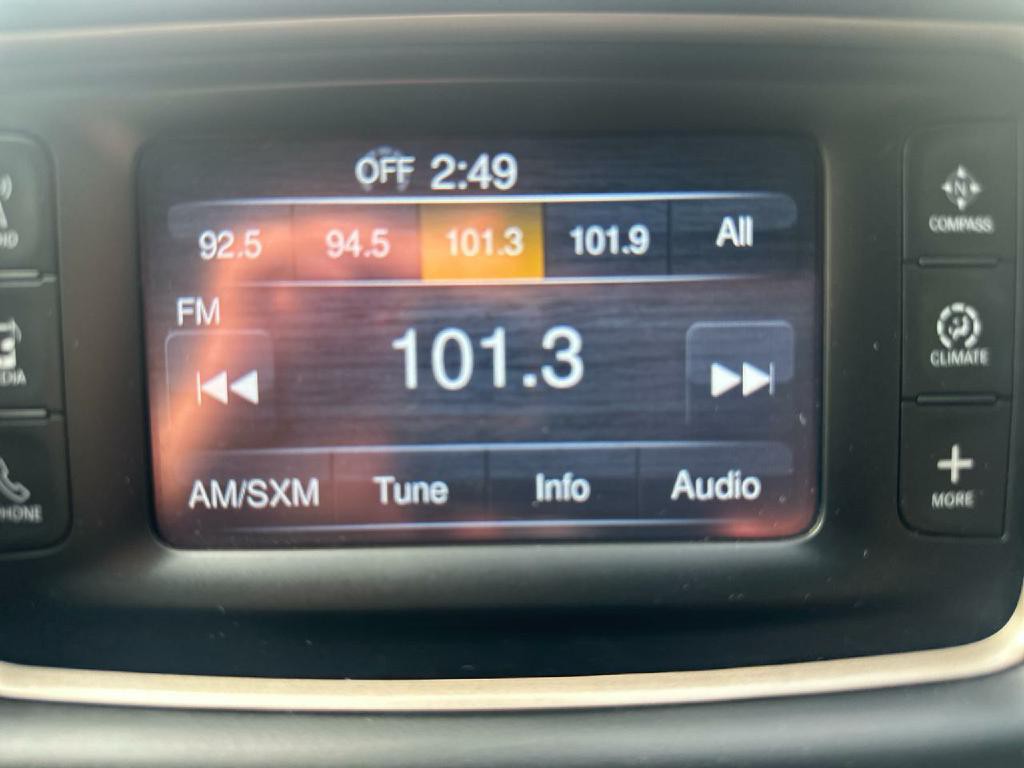 OFF 2:49
92.5 94.5 101.3 101.9 All
FM
101.3
AM/SXM Tune Info Audio
N
COMPASS
CLIMATE
MORE